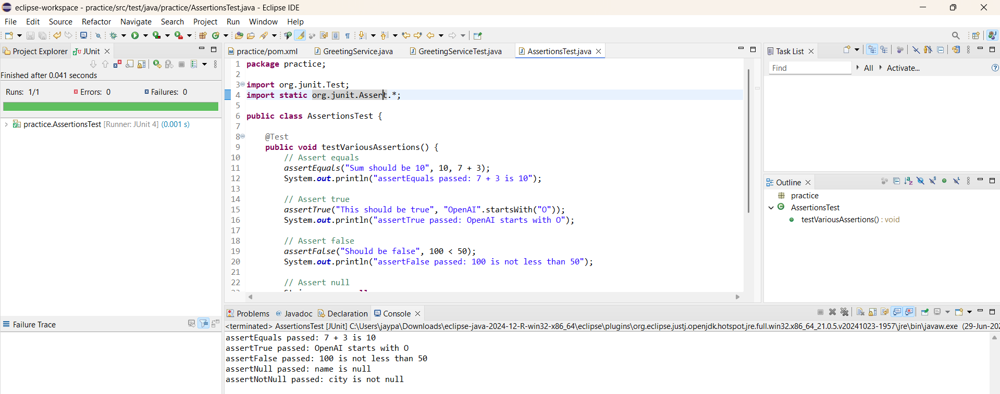 eclipse-workspace - practice/src/test/java/practice/AssertionsTest.java - Eclipse IDE
File Edit Source Refactor Navigate Search Project Run Window Help
Project Explorer JUnit
Finished after 0.041 seconds
Runs: 1/1 Errors: 0 Failures: 0
practice.AssertionsTest [Runner: JUnit 4] (0.001 s)
Failure Trace
practice/pom.xml GreetingService.java GreetingServiceTest.java AssertionsTest.java
1 package practice;
2
3 import org.junit.Test;
4 import static org.junit.Assert.*;
5
6 public class AssertionsTest {
7
8 @Test
9 public void testVariousAssertions() {
10 // Assert equals
11 assertEquals("Sum should be 10", 10, 7 + 3);
12 System.out.println("assertEquals passed: 7 + 3 is 10");
13
14 // Assert true
15 assertTrue("This should be true", "OpenAI".startsWith("O"));
16 System.out.println("assertTrue passed: OpenAI starts with O");
17
18 // Assert false
19 assertFalse("Should be false", 100 < 50);
20 System.out.println("assertFalse passed: 100 is not less than 50");
21
22 // Assert null
Task List
Find All Activate...
Outline
practice
AssertionsTest
testVariousAssertions() : void
Problems Javadoc Declaration Console
<terminated> AssertionsTest [JUnit] C:\Users\jaypa\Downloads\eclipse-java-2024-12-R-win32-x86_64\eclipse\plugins\org.eclipse.justj.openjdk.hotspot.jre.full.win32.x86_64_21.0.5.v20241023-1957\jre\bin\javaw.exe (29-Jun-202
assertEquals passed: 7 + 3 is 10
assertTrue passed: OpenAI starts with O
assertFalse passed: 100 is not less than 50
assertNull passed: name is null
assertNotNull passed: city is not null